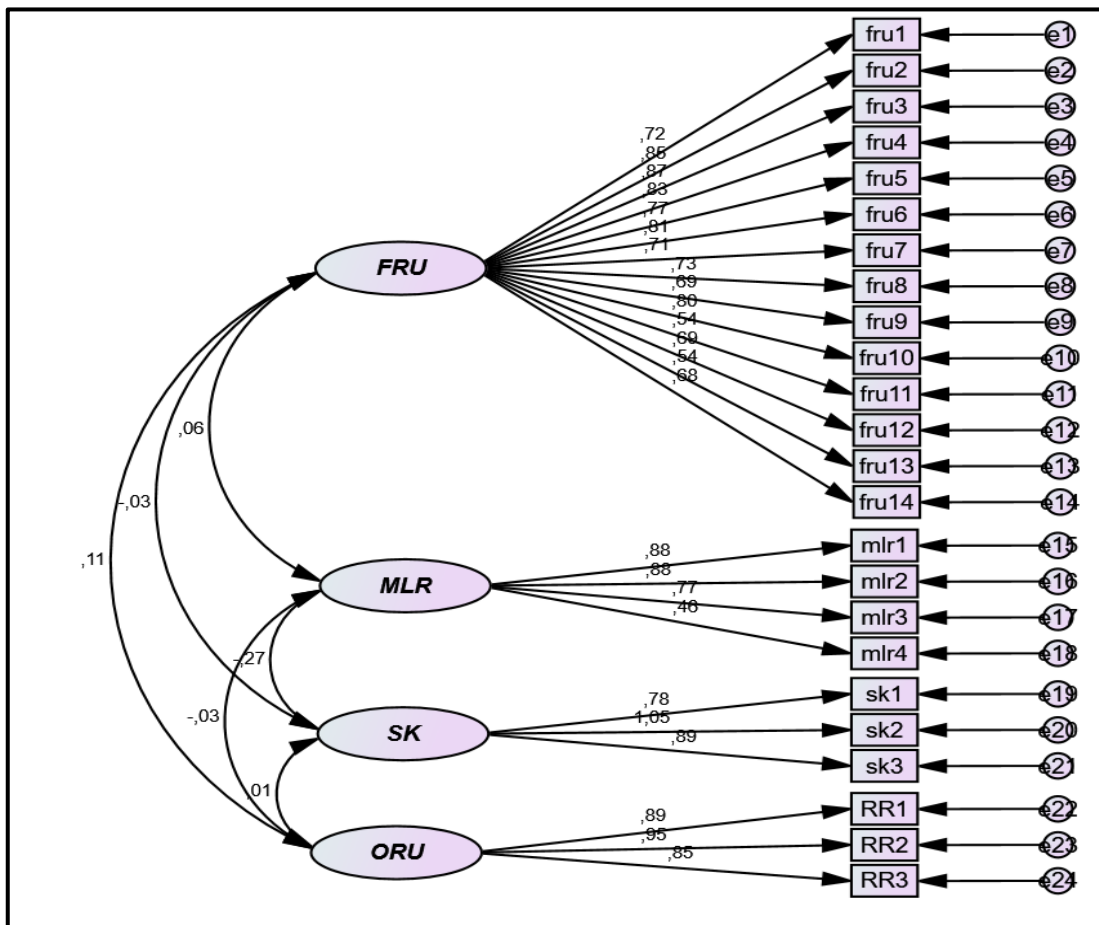 fru1 e1
fru2 e2
fru3 e3
,72 fru4 e4
,85
,87 fru5 e5
,83
,77 fru6 e6
,81
,71 fru7 e7
FRU
,73 fru8 e8
,69
,80 fru9 e9
,54 fru10 e10
,69
,54 fru11 e11
,68
,06 fru12 e12
fru13 e13
-,03 fru14 e14
,11
,88 mlr1 e15
,88
MLR ,77 mlr2 e16
,46 mlr3 e17
-,27 mlr4 e18
,78 sk1 e19
-,03
1,05 sk2 e20
SK ,89
sk3 e21
,01
,89 RR1 e22
,95
ORU ,85 RR2 e23
RR3 e24